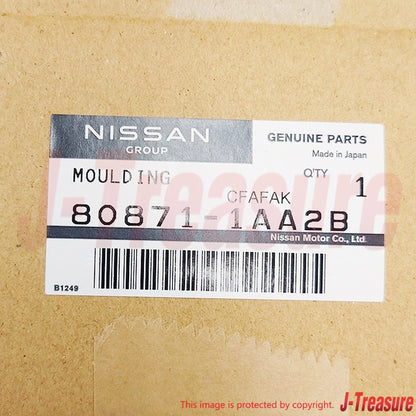 NISSAN
GROUP
GENUINE PARTS
Made in Japan
MOULDING
Q'TY
1
CFAFAK
80871-1AA2B
Nissan Motor Co., Ltd.
B1249
J-Treasure
This image is protected by copyright.
J-Treasure